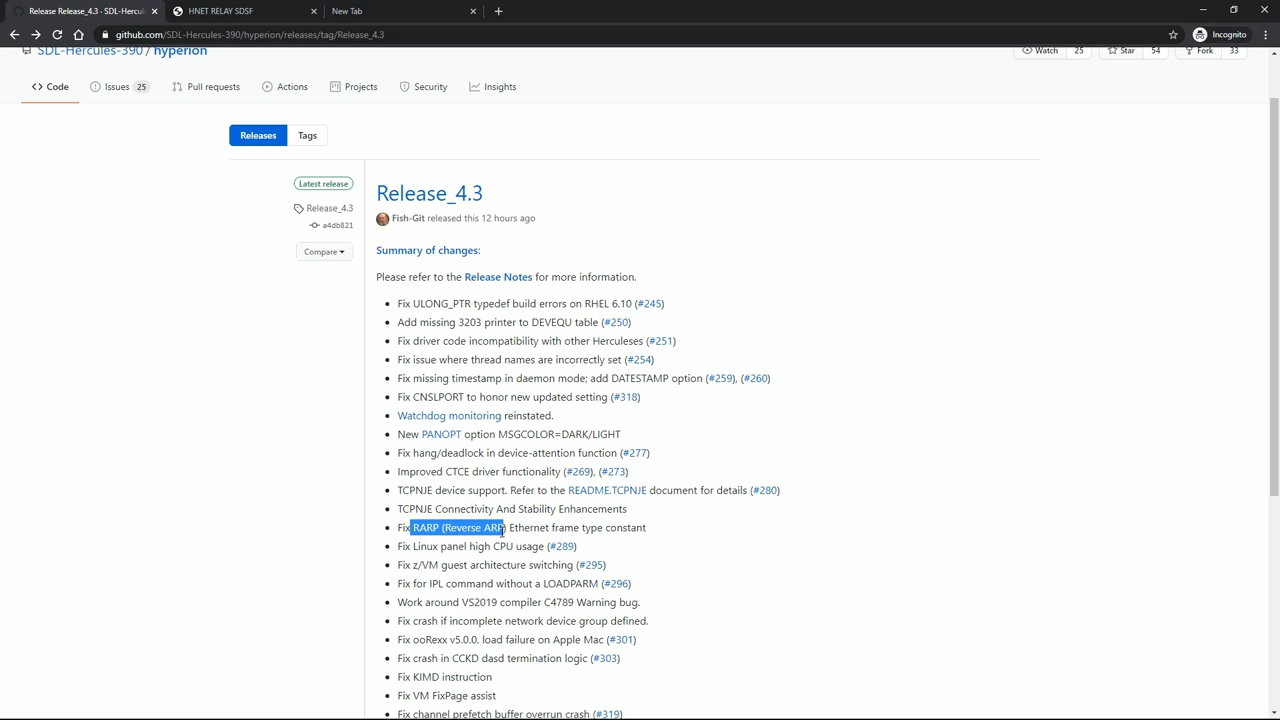 Release Release_4.3 - SDL-Hercul
HNET RELAY SDSF
New Tab
github.com/SDL-Hercules-390/hyperion/releases/tag/Release_4.3
Incognito
SDL-Hercules-390 / hyperion
Watch 25
Star 54
Fork 33
Code
Issues 25
Pull requests
Actions
Projects
Security
Insights
Releases
Tags
Latest release
Release_4.3
a4db821
Compare
Release_4.3
Fish-Git released this 12 hours ago
Summary of changes:
Please refer to the Release Notes for more information.
• Fix ULONG_PTR typedef build errors on RHEL 6.10 (#245)
• Add missing 3203 printer to DEVEQU table (#250)
• Fix driver code incompatibility with other Herculeses (#251)
• Fix issue where thread names are incorrectly set (#254)
• Fix missing timestamp in daemon mode; add DATESTAMP option (#259), (#260)
• Fix CNSLPORT to honor new updated setting (#318)
• Watchdog monitoring reinstated.
• New PANOPT option MSGCOLOR=DARK/LIGHT
• Fix hang/deadlock in device-attention function (#277)
• Improved CTCE driver functionality (#269), (#273)
• TCPNJE device support. Refer to the README.TCPNJE document for details (#280)
• TCPNJE Connectivity And Stability Enhancements
• Fix RARP (Reverse ARP) Ethernet frame type constant
• Fix Linux panel high CPU usage (#289)
• Fix z/VM guest architecture switching (#295)
• Fix for IPL command without a LOADPARM (#296)
• Work around VS2019 compiler C4789 Warning bug.
• Fix crash if incomplete network device group defined.
• Fix ooRexx v5.0.0. load failure on Apple Mac (#301)
• Fix crash in CCKD dasd termination logic (#303)
• Fix KIMD instruction
• Fix VM FixPage assist
• Fix channel prefetch buffer overrun crash (#319)